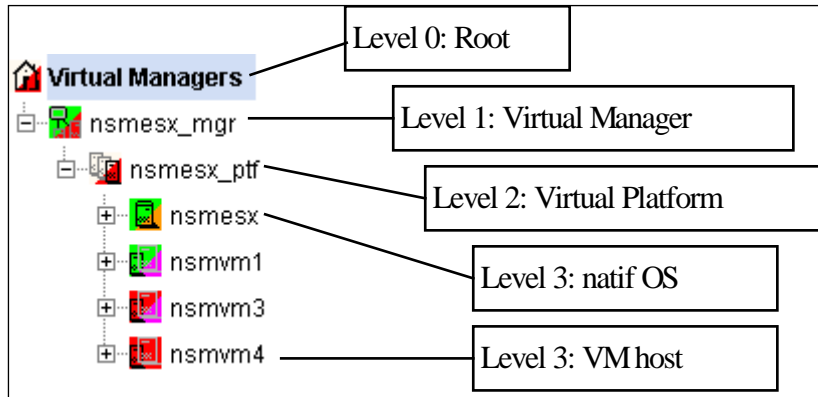 Level 0: Root
Virtual Managers
nsmesx_mgr
Level 1: Virtual Manager
nsmesx_ptf
Level 2: Virtual Platform
nsmesx
nsmvm1
Level 3: natif OS
nsmvm3
nsmvm4
Level 3: VM host